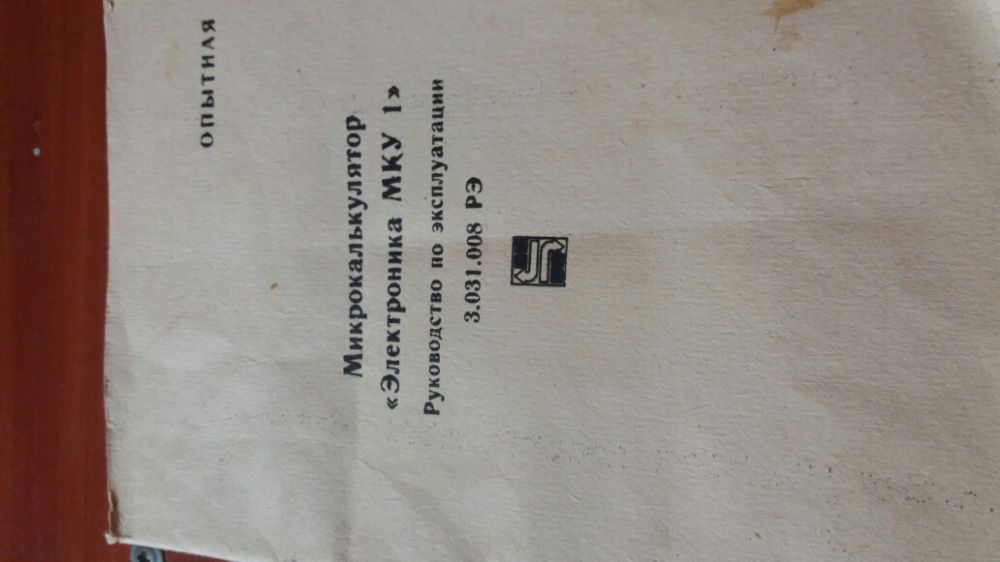 ОПЫТНАЯ
Микрокалькулятор
«Электроника МКУ 1»
Руководство по эксплуатации
3.031.008 РЭ